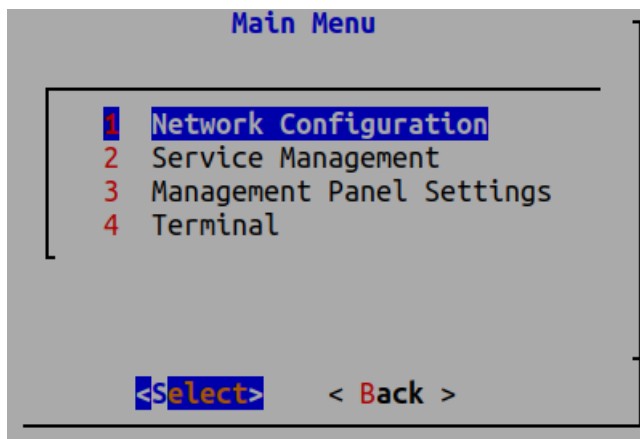 Main Menu
1 Network Configuration
2 Service Management
3 Management Panel Settings
4 Terminal
<Select> < Back >